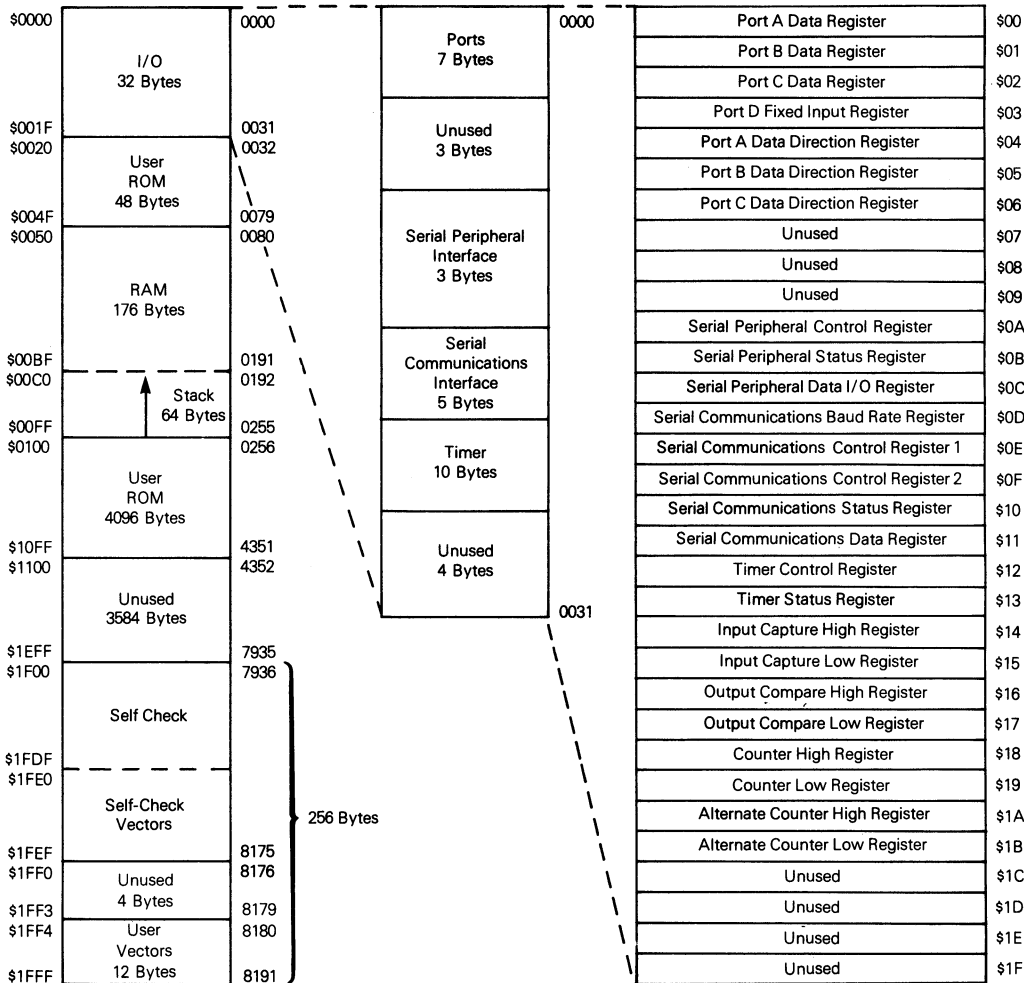 $0000
I/O
32 Bytes
0000
$001F
0031
$0020
User
ROM
48 Bytes
0032
$004F
0079
$0050
RAM
176 Bytes
0080
$00BF
0191
$00C0
Stack
64 Bytes
0192
$00FF
0255
$0100
User
ROM
4096 Bytes
0256
$10FF
4351
$1100
Unused
3584 Bytes
4352
$1EFF
7935
$1F00
Self Check
7936
$1FDF
$1FE0
Self-Check
Vectors
$1FEF
8175
$1FF0
Unused
4 Bytes
8176
$1FF3
8179
$1FF4
User
Vectors
12 Bytes
8180
$1FFF
8191
256 Bytes
Ports
7 Bytes
0000
Unused
3 Bytes
Serial Peripheral
Interface
3 Bytes
Serial
Communications
Interface
5 Bytes
Timer
10 Bytes
Unused
4 Bytes
0031
Port A Data Register $00
Port B Data Register $01
Port C Data Register $02
Port D Fixed Input Register $03
Port A Data Direction Register $04
Port B Data Direction Register $05
Port C Data Direction Register $06
Unused $07
Unused $08
Unused $09
Serial Peripheral Control Register $0A
Serial Peripheral Status Register $0B
Serial Peripheral Data I/O Register $0C
Serial Communications Baud Rate Register $0D
Serial Communications Control Register 1 $0E
Serial Communications Control Register 2 $0F
Serial Communications Status Register $10
Serial Communications Data Register $11
Timer Control Register $12
Timer Status Register $13
Input Capture High Register $14
Input Capture Low Register $15
Output Compare High Register $16
Output Compare Low Register $17
Counter High Register $18
Counter Low Register $19
Alternate Counter High Register $1A
Alternate Counter Low Register $1B
Unused $1C
Unused $1D
Unused $1E
Unused $1F